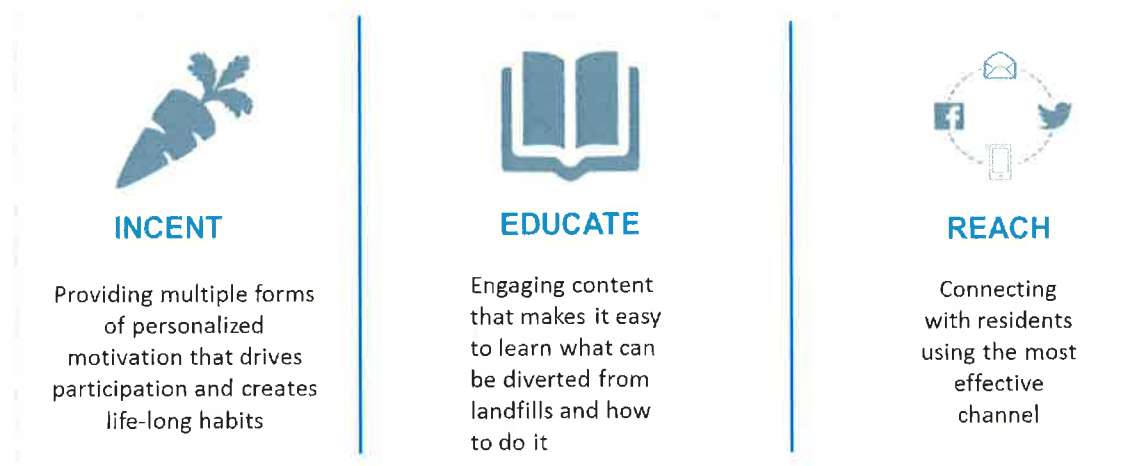 INCENT
Providing multiple forms
of personalized
motivation that drives
participation and creates
life-long habits
EDUCATE
Engaging content
that makes it easy
to learn what can
be diverted from
landfills and how
to do it
REACH
Connecting
with residents
using the most
effective
channel